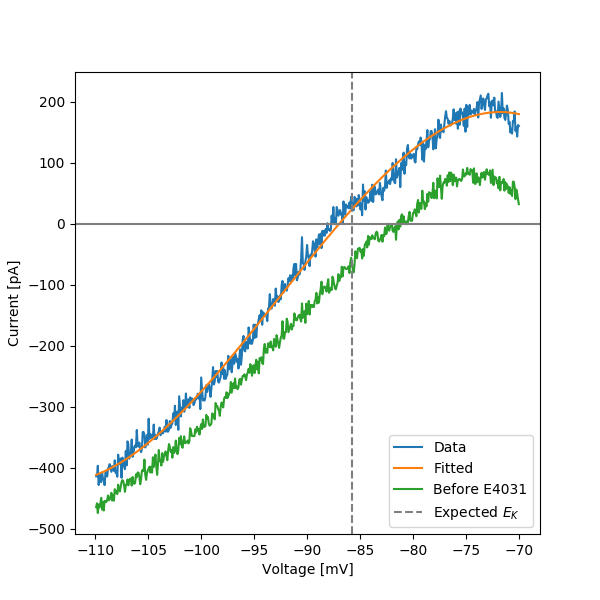 200
100
0
−100
−200
−300
−400
−500
Current [pA]
−110 −105 −100 −95 −90 −85 −80 −75 −70
Voltage [mV]
Data
Fitted
Before E4031
Expected E_K